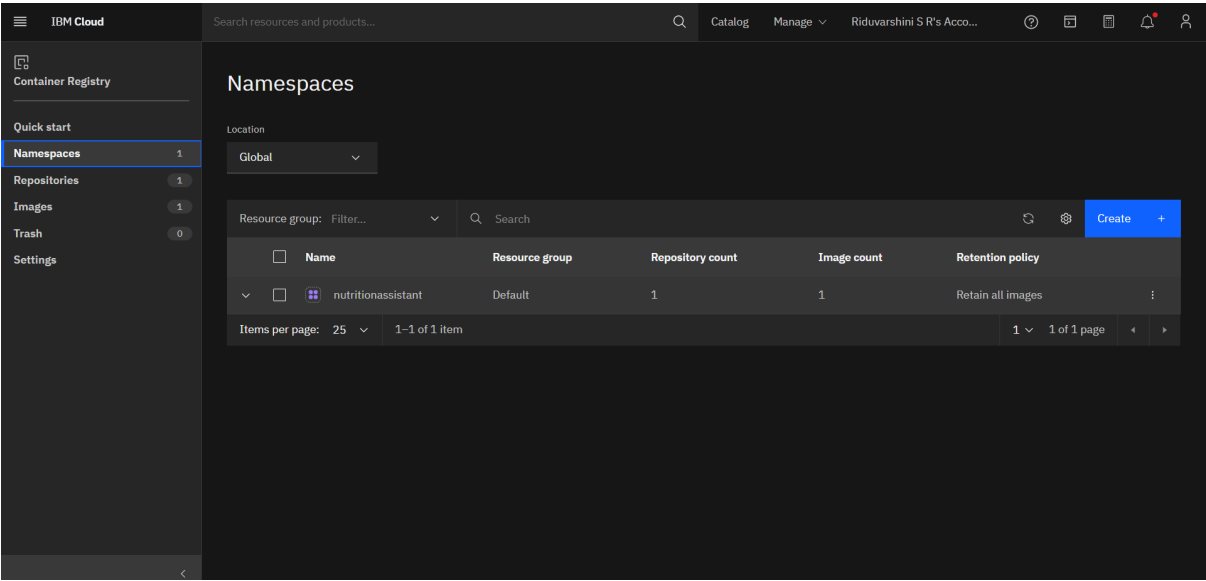 IBM Cloud
Search resources and products...
Catalog
Manage
Riduvarshini S R's Acco...
Container Registry
Quick start
Namespaces 1
Repositories 1
Images 1
Trash 0
Settings
Namespaces
Location
Global
Resource group: Filter...
Search
Create +
Name Resource group Repository count Image count Retention policy
nutritionassistant Default 1 1 Retain all images
Items per page: 25 1–1 of 1 item 1 1 of 1 page